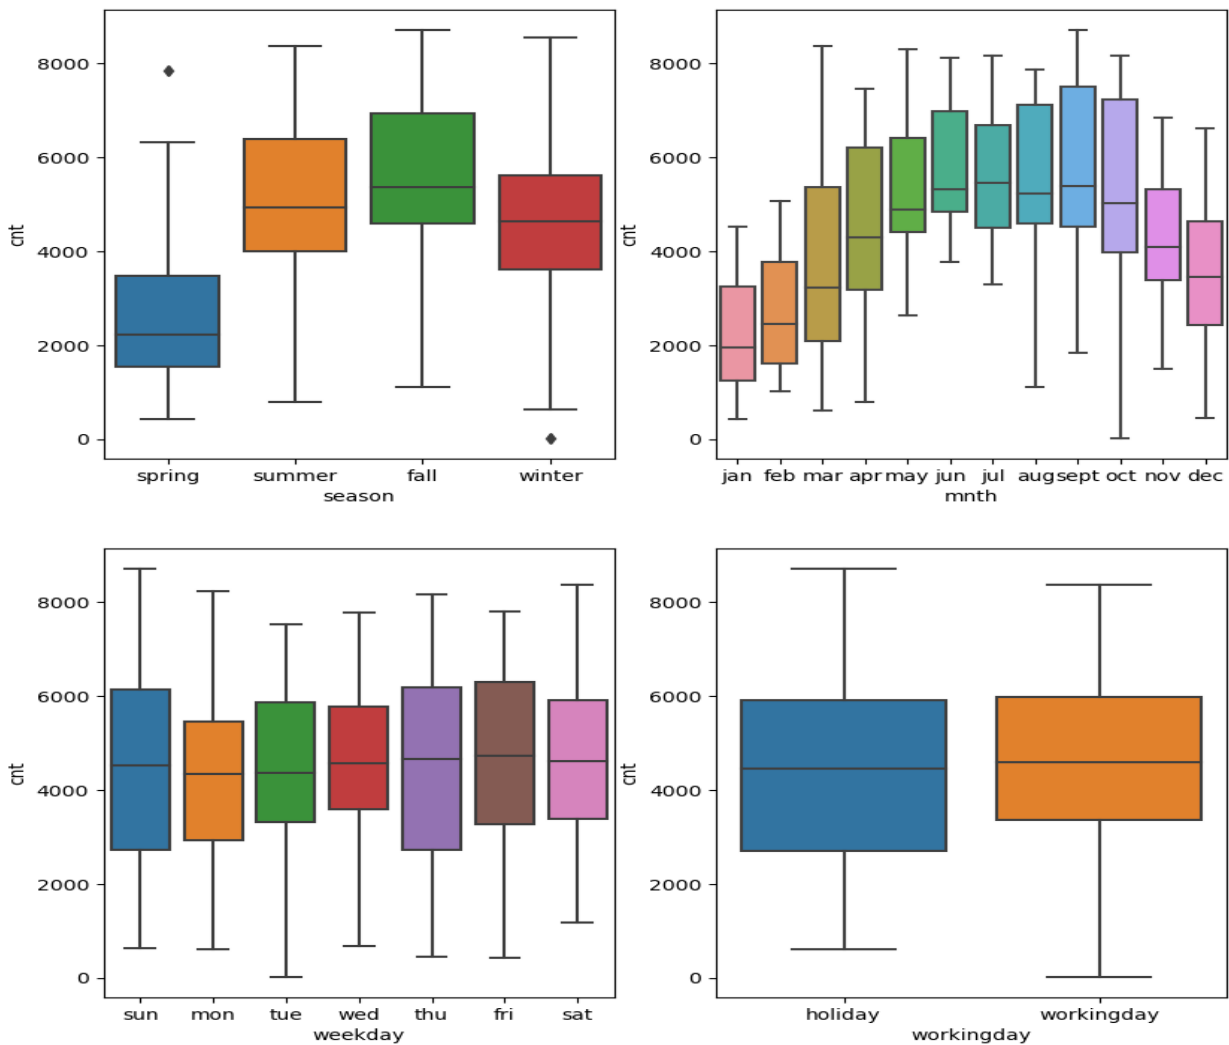 8000
6000
4000
2000
0
cnt
spring summer fall winter
season
8000
6000
4000
2000
0
cnt
jan feb mar apr may jun jul aug sept oct nov dec
mnth
8000
6000
4000
2000
0
cnt
sun mon tue wed thu fri sat
weekday
8000
6000
4000
2000
0
cnt
holiday workingday
workingday